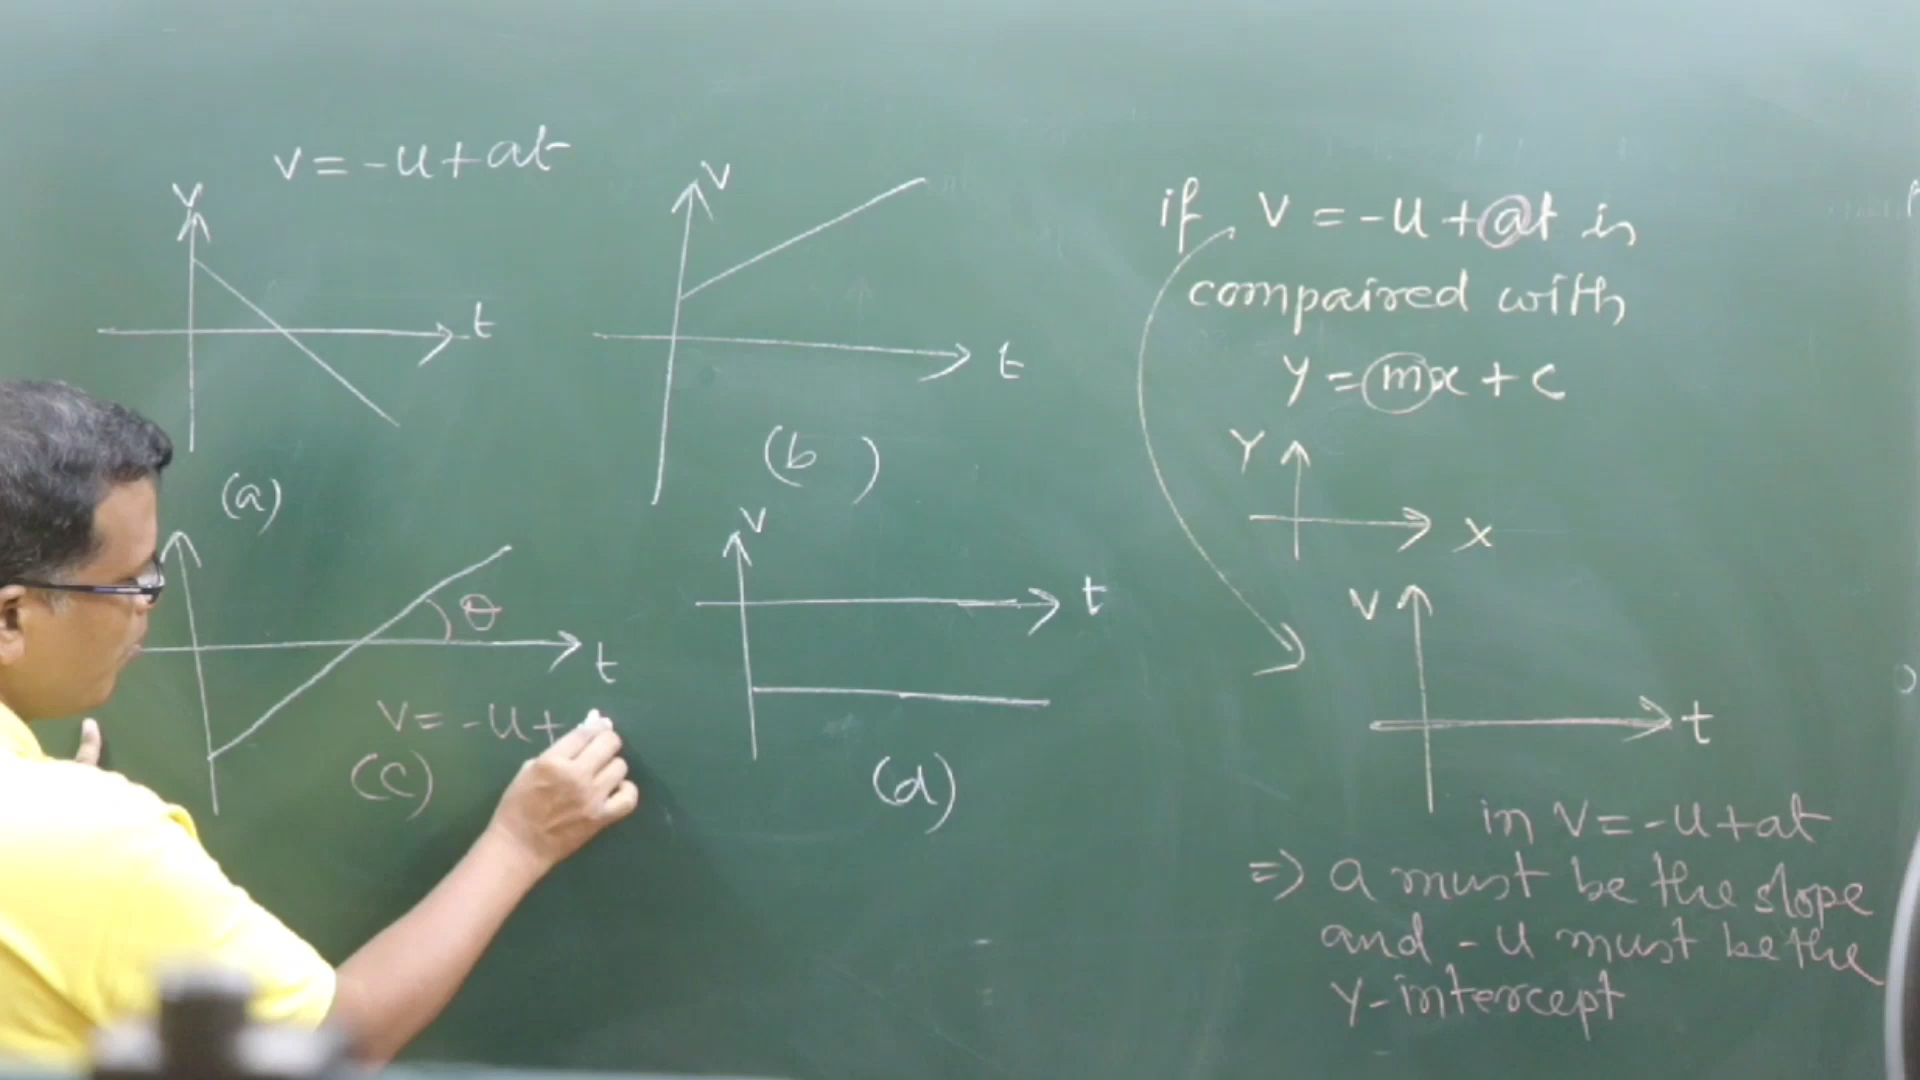 v = -u + at
v
t
(a)
v
t
(b)
t
θ
v = -u +
(c)
v
t
(d)
if v = -u + at is
compaired with
y = mx + c
Y
X
v
t
in v = -u + at
⇒ a must be the slope
and -u must be the
y-intercept